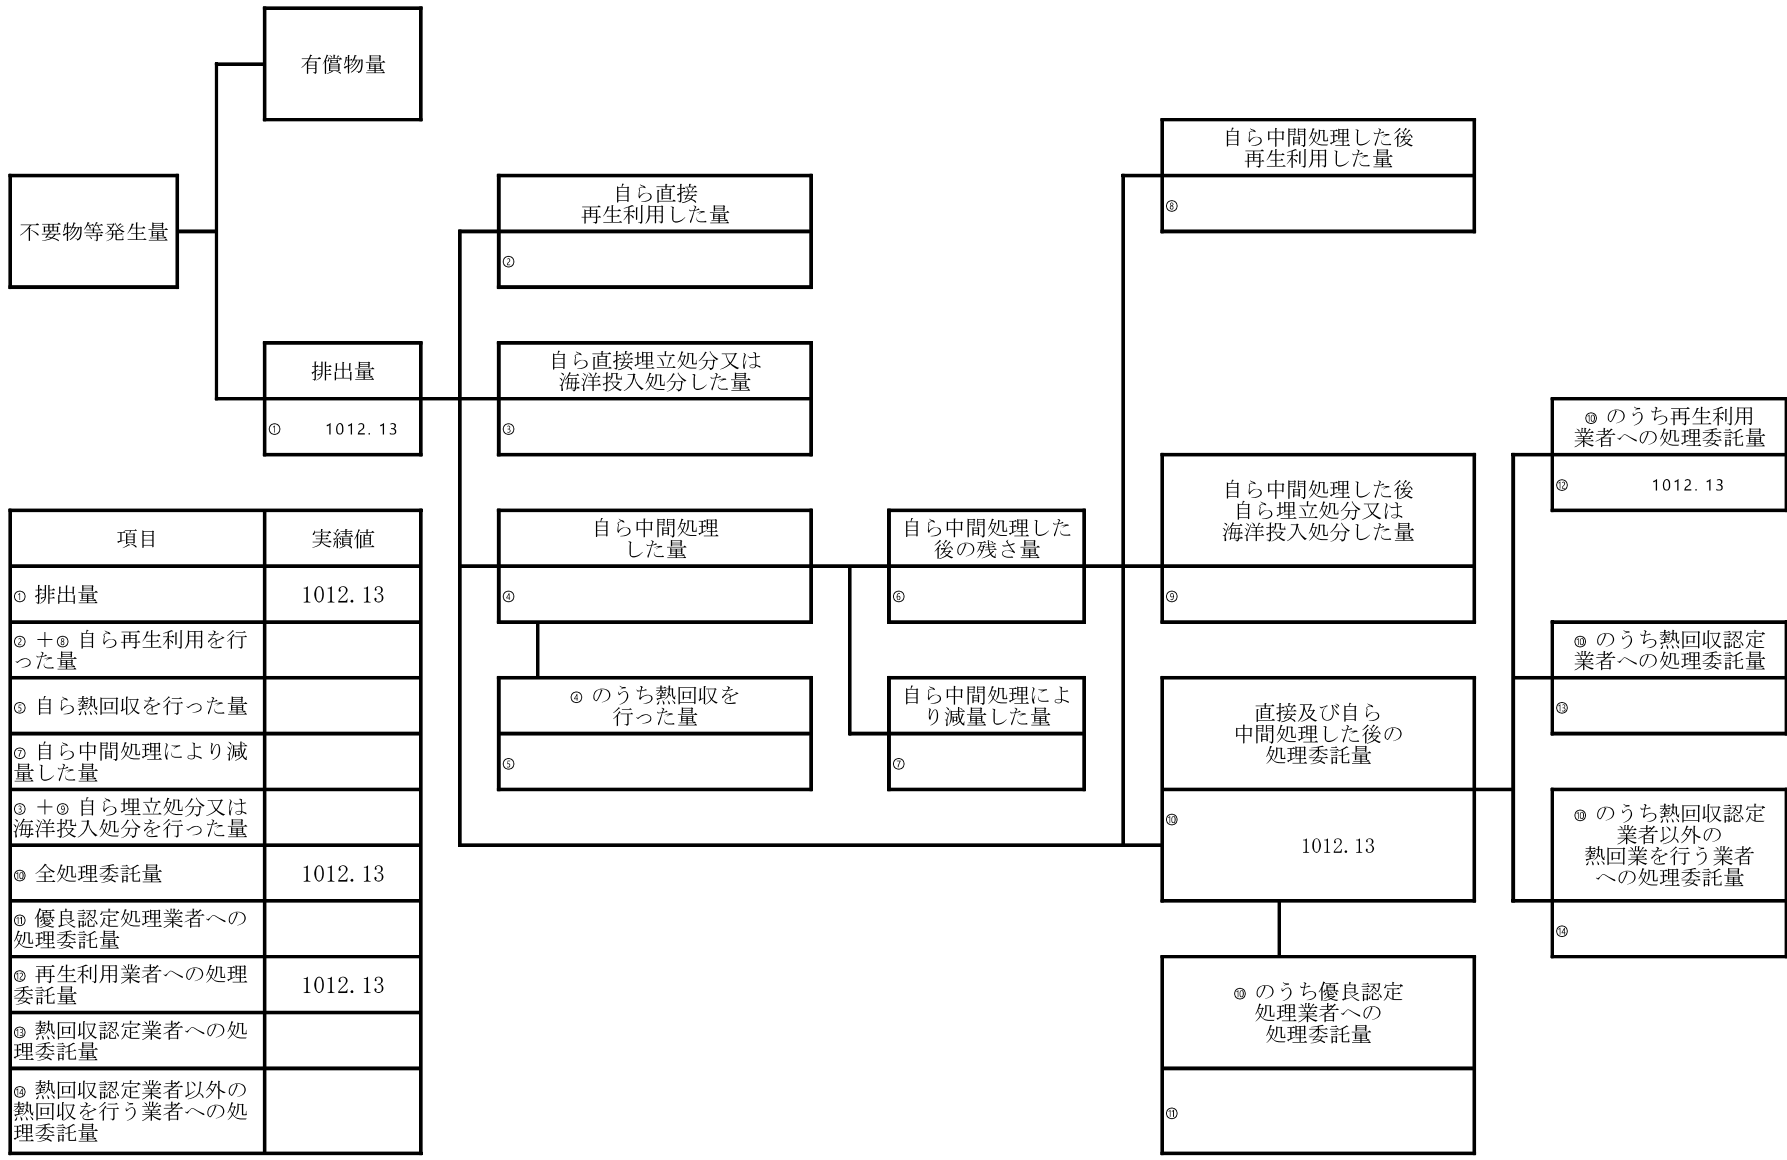 有償物量
不要物等発生量
排出量
① 1012.13
自ら直接
再生利用した量
②
自ら直接埋立処分又は
海洋投入処分した量
③
自ら中間処理
した量
④
④ のうち熱回収を
行った量
⑤
自ら中間処理した
後の残さ量
⑥
自ら中間処理によ
り減量した量
⑦
自ら中間処理した後
再生利用した量
⑧
自ら中間処理した後
自ら埋立処分又は
海洋投入処分した量
⑨
直接及び自ら
中間処理した後の
処理委託量
⑩
1012.13
⑩ のうち優良認定
処理業者への
処理委託量
⑪
⑩ のうち再生利用
業者への処理委託量
⑫ 1012.13
⑩ のうち熱回収認定
業者への処理委託量
⑬
⑩ のうち熱回収認定
業者以外の
熱回業を行う業者
への処理委託量
⑭
項目 実績値
① 排出量 1012.13
② +⑧ 自ら再生利用を行
った量
⑤ 自ら熱回収を行った量
⑦ 自ら中間処理により減
量した量
③ +⑨ 自ら埋立処分又は
海洋投入処分を行った量
⑩ 全処理委託量 1012.13
⑪ 優良認定処理業者への
処理委託量
⑫ 再生利用業者への処理
委託量 1012.13
⑬ 熱回収認定業者への処
理委託量
⑭ 熱回収認定業者以外の
熱回収を行う業者への処
理委託量